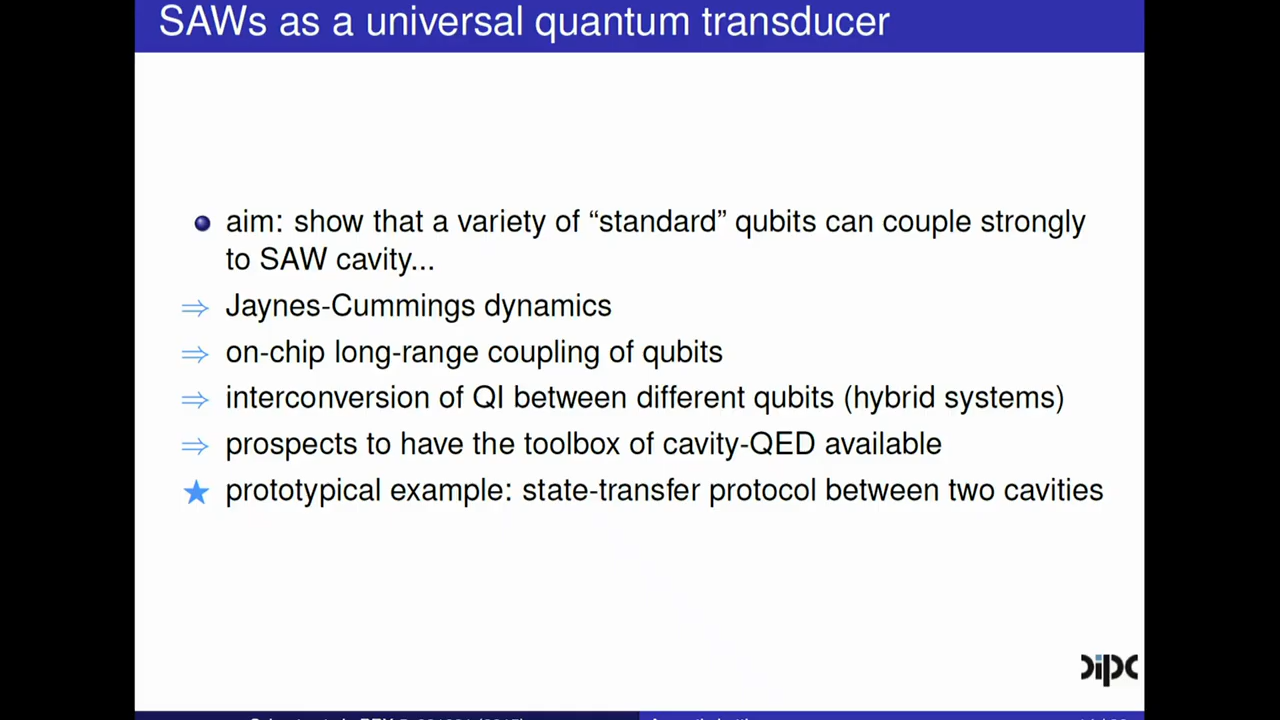 SAWs as a universal quantum transducer
aim: show that a variety of “standard” qubits can couple strongly
to SAW cavity...
⇒ Jaynes-Cummings dynamics
⇒ on-chip long-range coupling of qubits
⇒ interconversion of QI between different qubits (hybrid systems)
⇒ prospects to have the toolbox of cavity-QED available
★ prototypical example: state-transfer protocol between two cavities
dipc